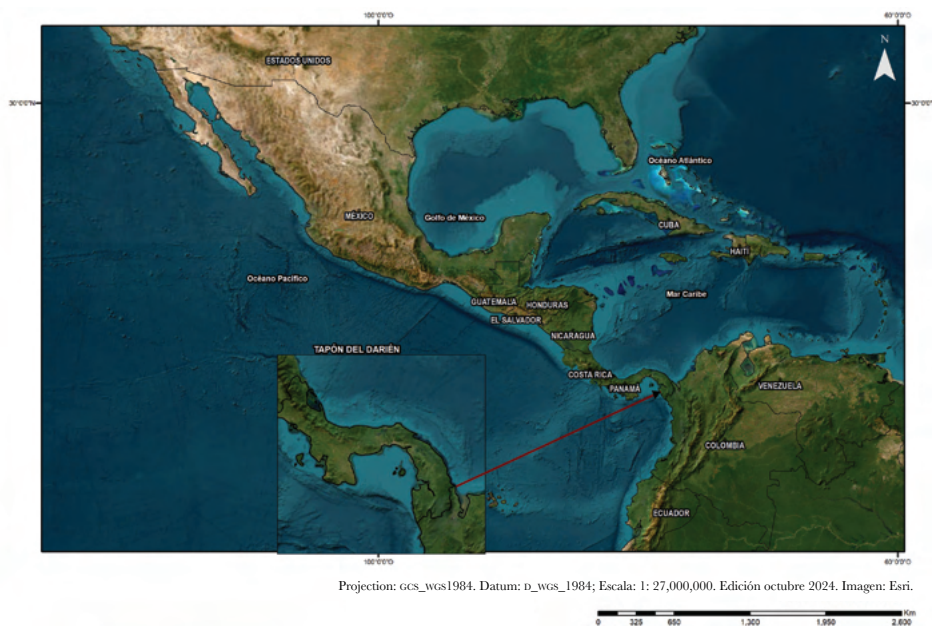 100°0'0"O
60°0'0"O
N
ESTADOS UNIDOS
30°0'0"N
30°0'0"N
Océano Atlántico
MÉXICO
Golfo de México
CUBA
HAITI
Océano Pacífico
Mar Caribe
GUATEMALA
HONDURAS
EL SALVADOR
NICARAGUA
TAPÓN DEL DARIÉN
COSTA RICA
PANAMÁ
VENEZUELA
COLOMBIA
ECUADOR
100°0'0"O
60°0'0"O
Projection: GCS_WGS1984. Datum: D_WGS_1984; Escala: 1: 27,000,000. Edición octubre 2024. Imagen: Esri.
Km
0 325 650 1,300 1,950 2,600